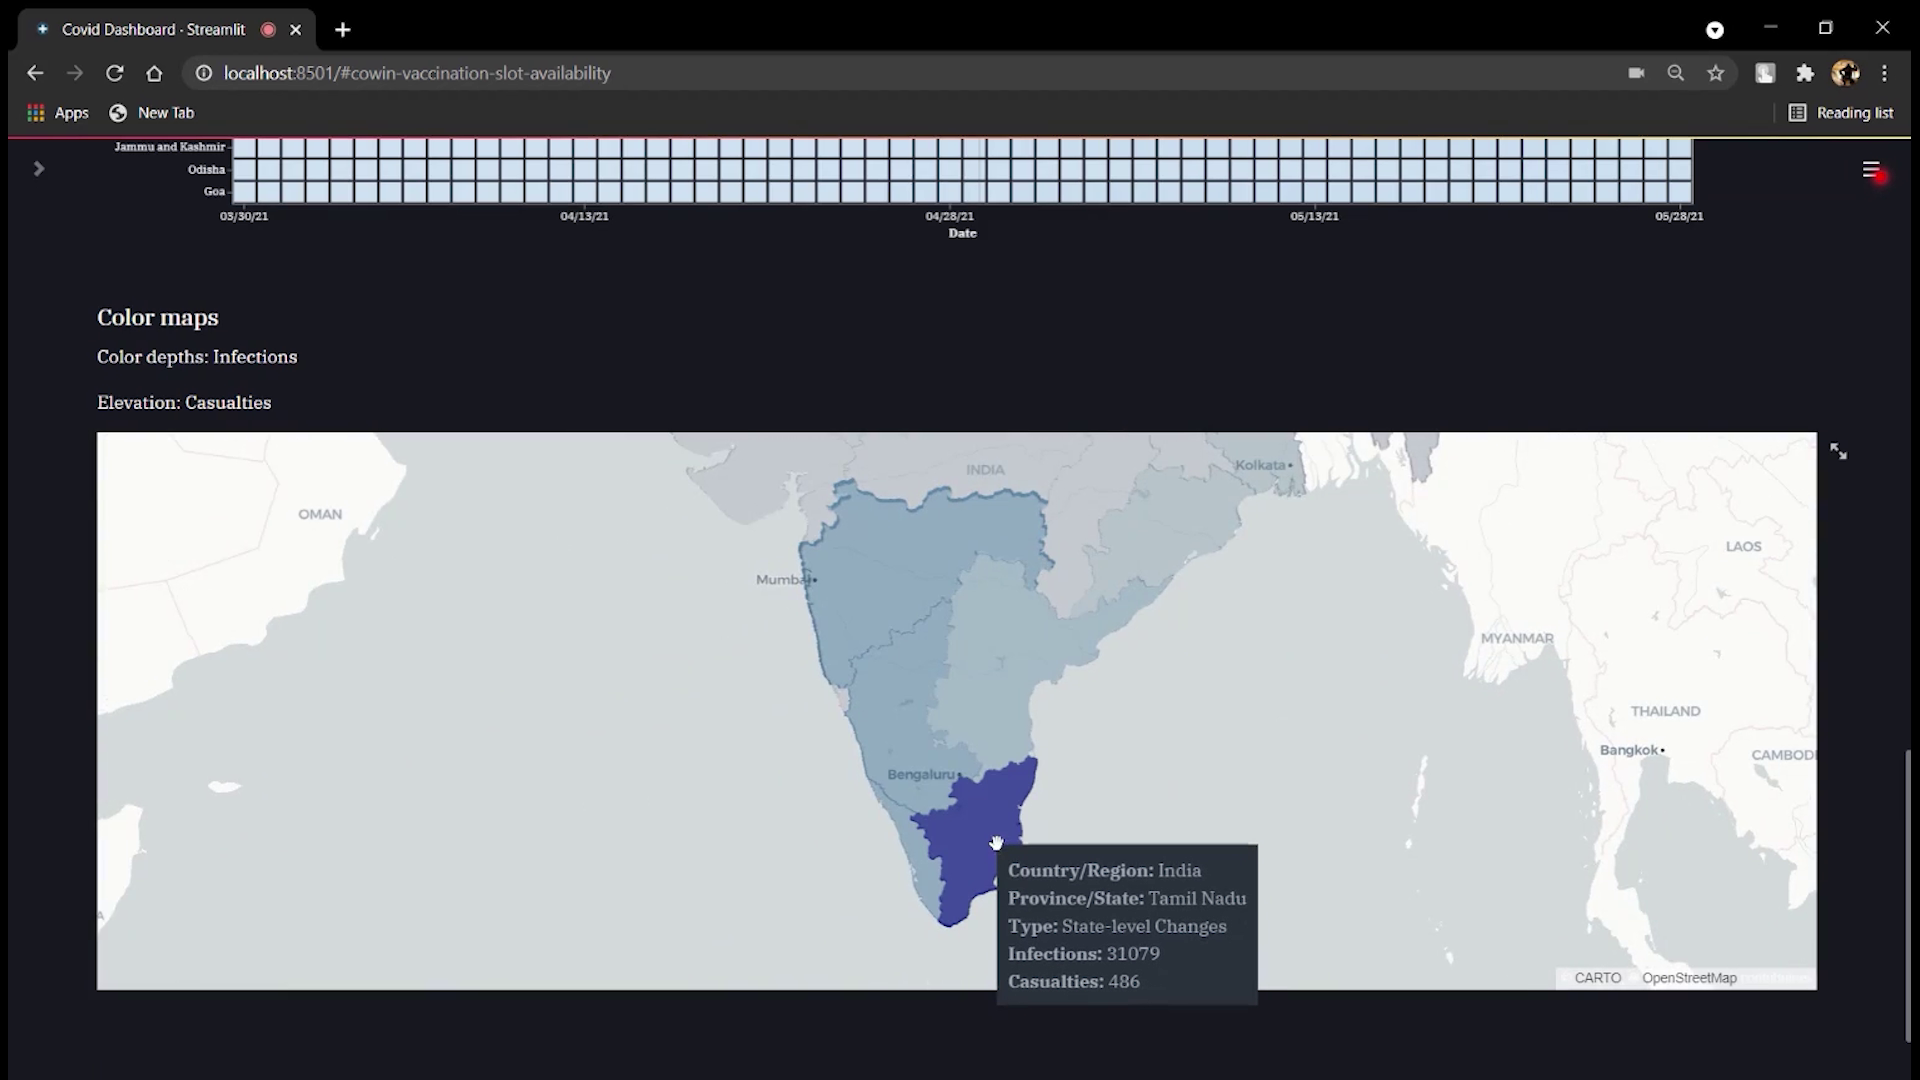 Covid Dashboard · Streamlit
localhost:8501/#cowin-vaccination-slot-availability
Apps
New Tab
Reading list
Jammu and Kashmir
Odisha
Goa
03/30/21
04/13/21
04/28/21
05/13/21
05/28/21
Date
Color maps
Color depths: Infections
Elevation: Casualties
INDIA
Kolkata
OMAN
LAOS
Mumbai
MYANMAR
THAILAND
Bangkok
CAMBODI
Bengaluru
Country/Region: India
Province/State: Tamil Nadu
Type: State-level Changes
Infections: 31079
Casualties: 486
CARTO
OpenStreetMap